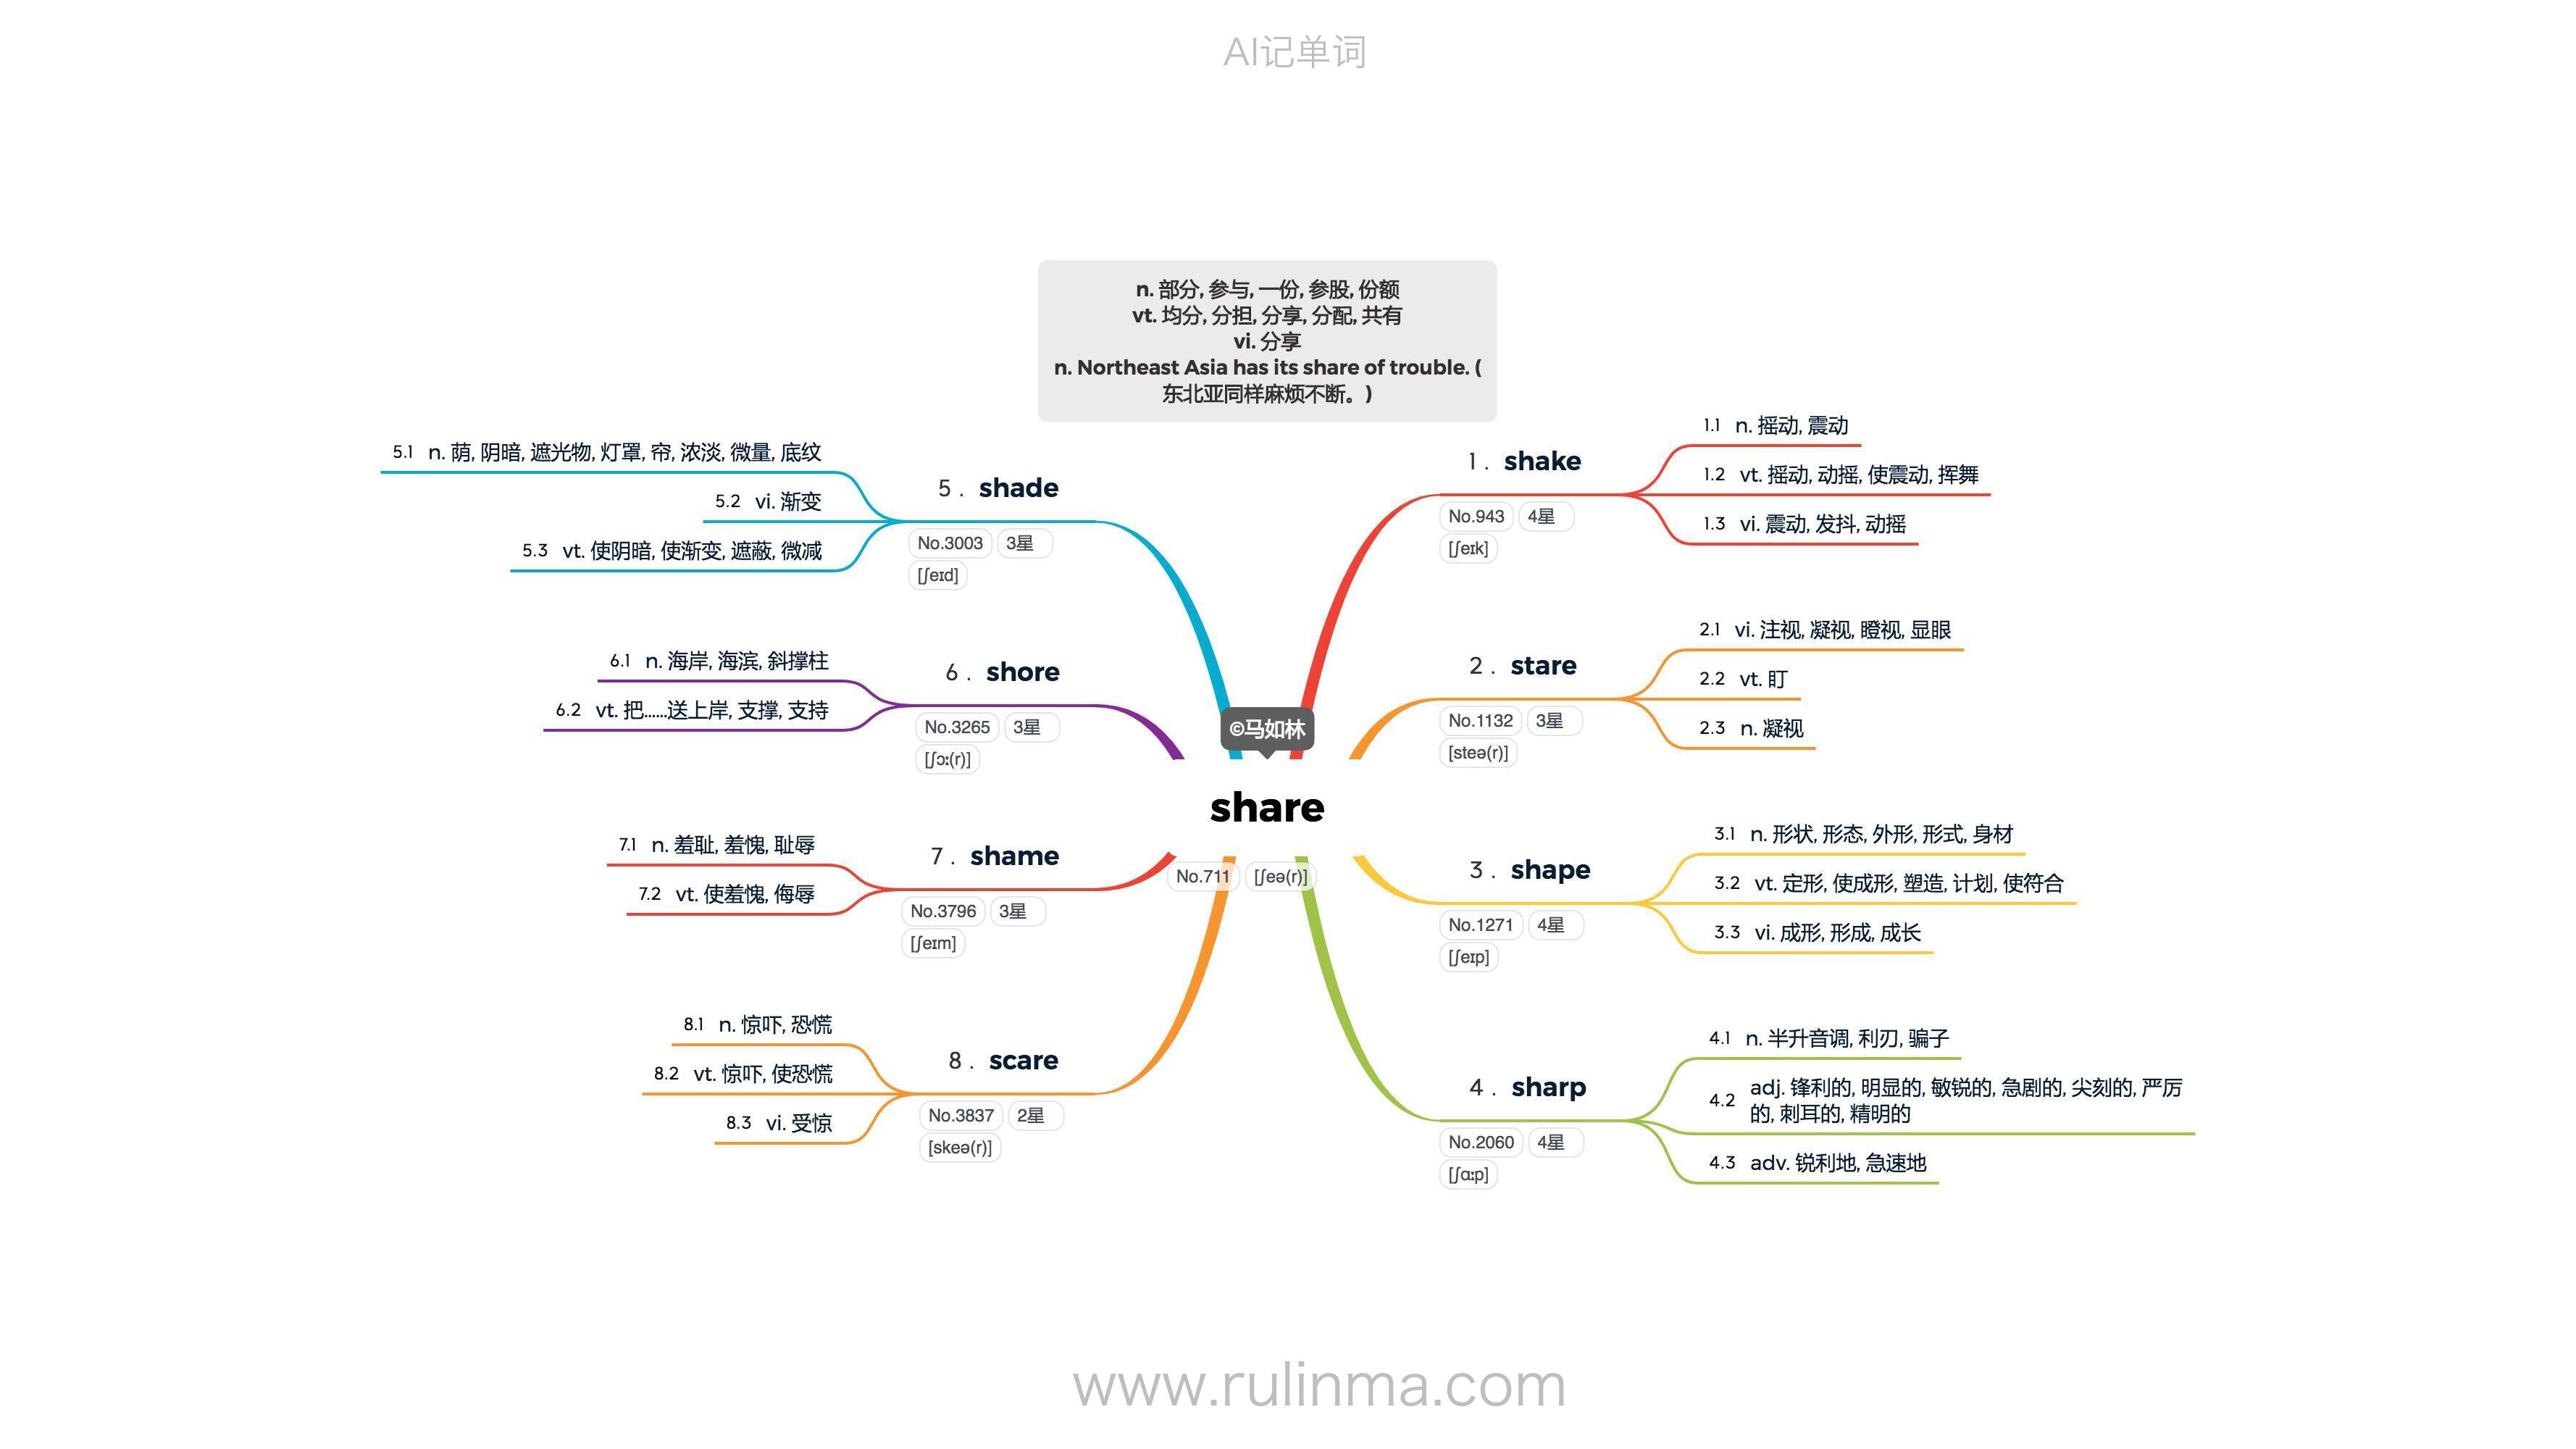 AI记单词
n. 部分, 参与, 一份, 参股, 份额
vt. 均分, 分担, 分享, 分配, 共有
vi. 分享
n. Northeast Asia has its share of trouble. (
东北亚同样麻烦不断。)
©马如林
share
No.711 [ʃeə(r)]
1 . shake
No.943 4星
[ʃeɪk]
1.1 n. 摇动, 震动
1.2 vt. 摇动, 动摇, 使震动, 挥舞
1.3 vi. 震动, 发抖, 动摇
2 . stare
No.1132 3星
[steə(r)]
2.1 vi. 注视, 凝视, 瞪视, 显眼
2.2 vt. 盯
2.3 n. 凝视
3 . shape
No.1271 4星
[ʃeɪp]
3.1 n. 形状, 形态, 外形, 形式, 身材
3.2 vt. 定形, 使成形, 塑造, 计划, 使符合
3.3 vi. 成形, 形成, 成长
4 . sharp
No.2060 4星
[ʃɑːp]
4.1 n. 半升音调, 利刃, 骗子
4.2 adj. 锋利的, 明显的, 敏锐的, 急剧的, 尖刻的, 严厉
的, 刺耳的, 精明的
4.3 adv. 锐利地, 急速地
5 . shade
No.3003 3星
[ʃeɪd]
5.1 n. 荫, 阴暗, 遮光物, 灯罩, 帘, 浓淡, 微量, 底纹
5.2 vi. 渐变
5.3 vt. 使阴暗, 使渐变, 遮蔽, 微减
6 . shore
No.3265 3星
[ʃɔː(r)]
6.1 n. 海岸, 海滨, 斜撑柱
6.2 vt. 把……送上岸, 支撑, 支持
7 . shame
No.3796 3星
[ʃeɪm]
7.1 n. 羞耻, 羞愧, 耻辱
7.2 vt. 使羞愧, 侮辱
8 . scare
No.3837 2星
[skeə(r)]
8.1 n. 惊吓, 恐慌
8.2 vt. 惊吓, 使恐慌
8.3 vi. 受惊
www.rulinma.com